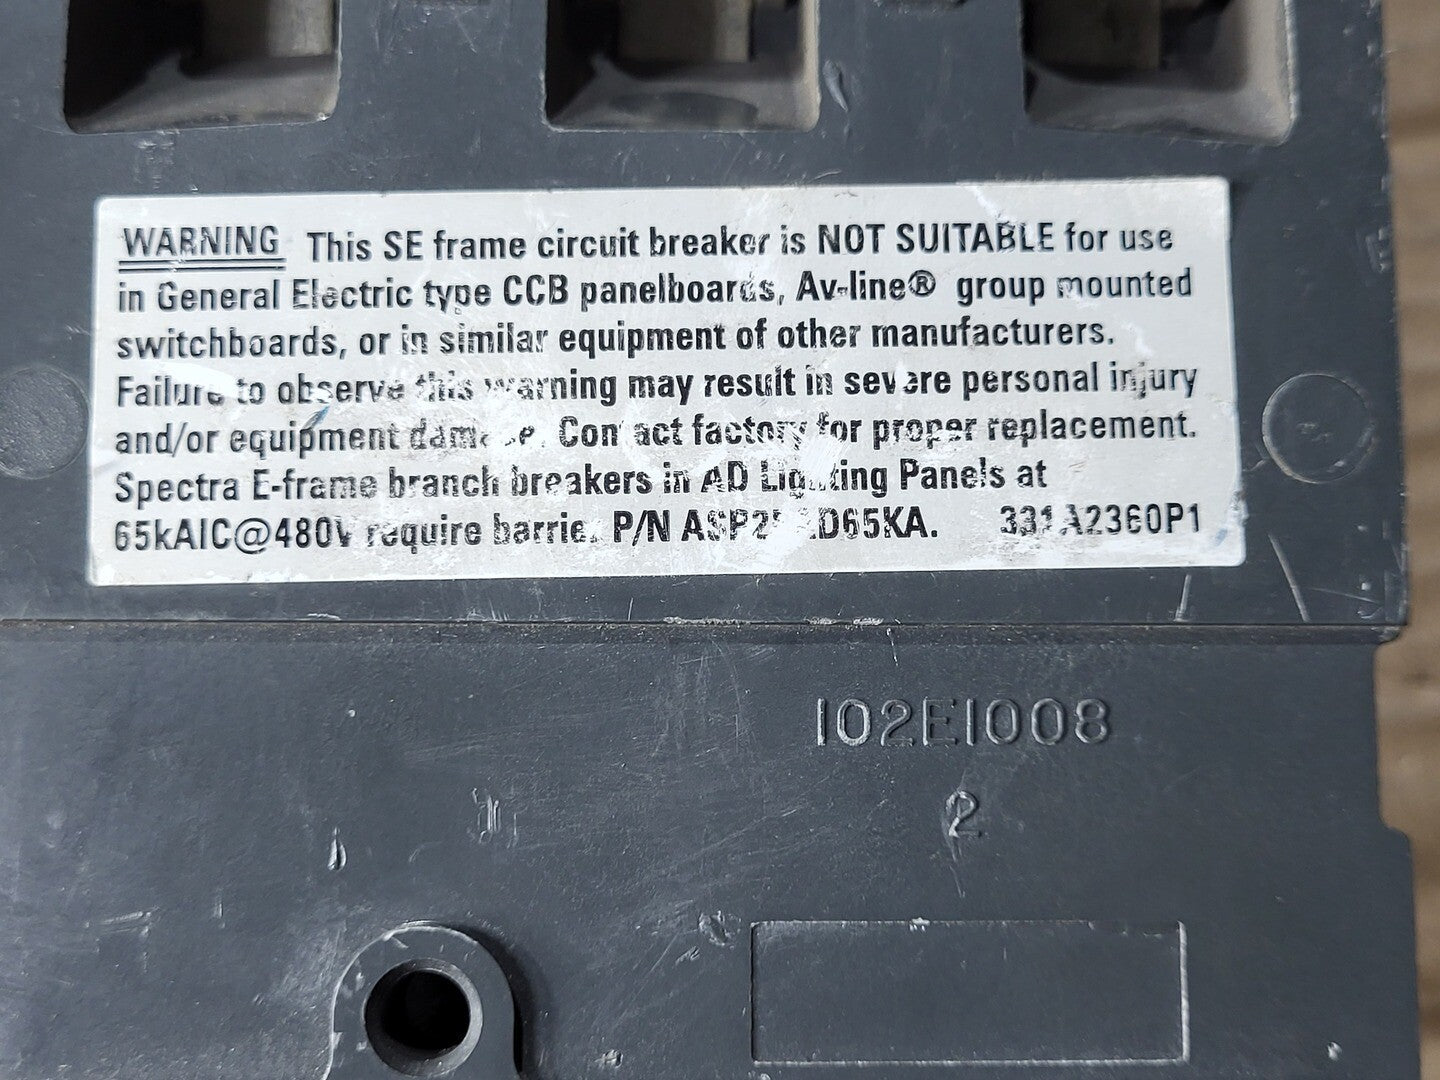 WARNING This SE frame circuit breaker is NOT SUITABLE for use
in General Electric type CCB panelboards, Av-line® group mounted
switchboards, or in similar equipment of other manufacturers.
Failure to observe this warning may result in severe personal injury
and/or equipment damage. Contact factory for proper replacement.
Spectra E-frame branch breakers in AD Lighting Panels at
65kAIC@480V require barrier P/N 331A2360P1
102E1008
2